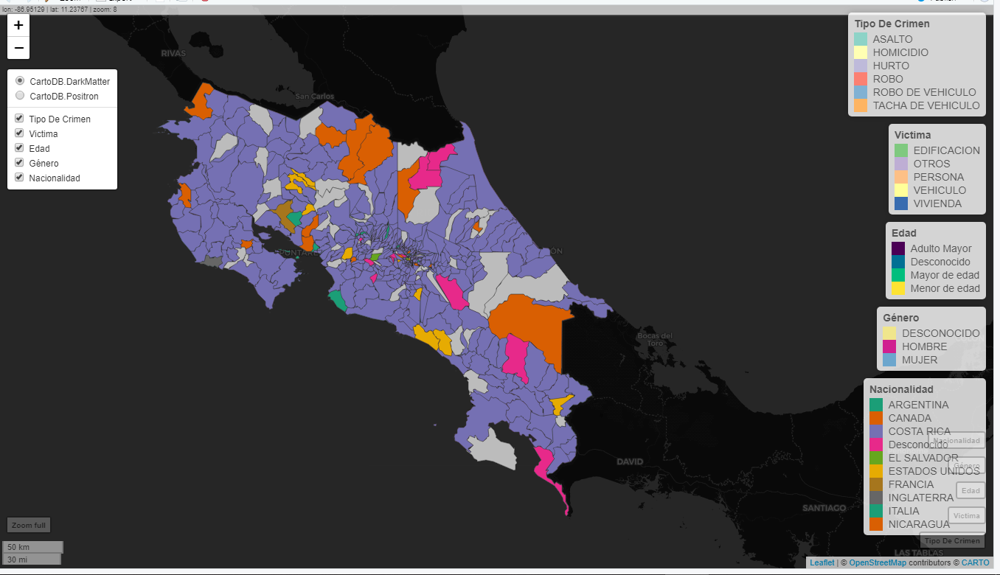 lon: -86.95129 | lat: 11.23767 | zoom: 8
+
−
CartoDB.DarkMatter
CartoDB.Positron
Tipo De Crimen
Victima
Edad
Género
Nacionalidad
RIVAS
San Carlos
PUNTARE
ÓN
Bocas del
Toro
DAVID
SANTIAGO
LAS TABLAS
Tipo De Crimen
ASALTO
HOMICIDIO
HURTO
ROBO
ROBO DE VEHICULO
TACHA DE VEHICULO
Victima
EDIFICACION
OTROS
PERSONA
VEHICULO
VIVIENDA
Edad
Adulto Mayor
Desconocido
Mayor de edad
Menor de edad
Género
DESCONOCIDO
HOMBRE
MUJER
Nacionalidad
ARGENTINA
CANADA
COSTA RICA
Desconocido
EL SALVADOR
ESTADOS UNIDOS
FRANCIA
INGLATERRA
ITALIA
NICARAGUA
Nacionalidad
Género
Edad
Victima
Tipo De Crimen
Zoom full
50 km
30 mi
Leaflet | © OpenStreetMap contributors © CARTO